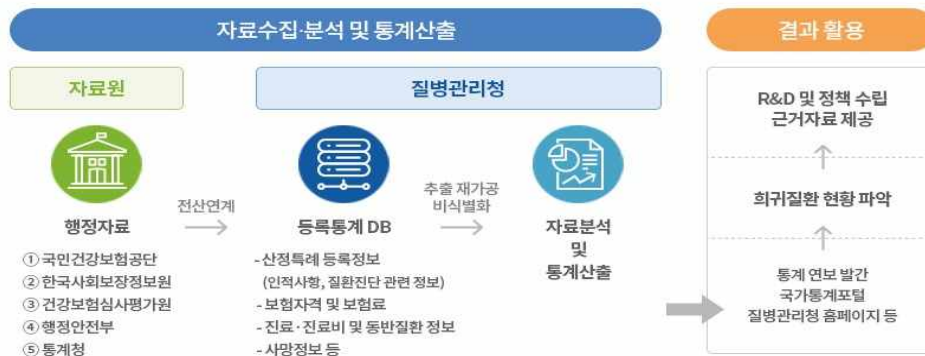 자료수집·분석 및 통계산출
결과 활용
자료원
질병관리청
행정자료
전산연계
① 국민건강보험공단
② 한국사회보장정보원
③ 건강보험심사평가원
④ 행정안전부
⑤ 통계청
등록통계 DB
- 산정특례 등록정보
(인적사항, 질환진단 관련 정보)
- 보험자격 및 보험료
- 진료·진료비 및 동반질환 정보
- 사망정보 등
추출 재가공
비식별화
자료분석
및
통계산출
R&D 및 정책 수립
근거자료 제공
희귀질환 현황 파악
통계 연보 발간
국가통계포털
질병관리청 홈페이지 등